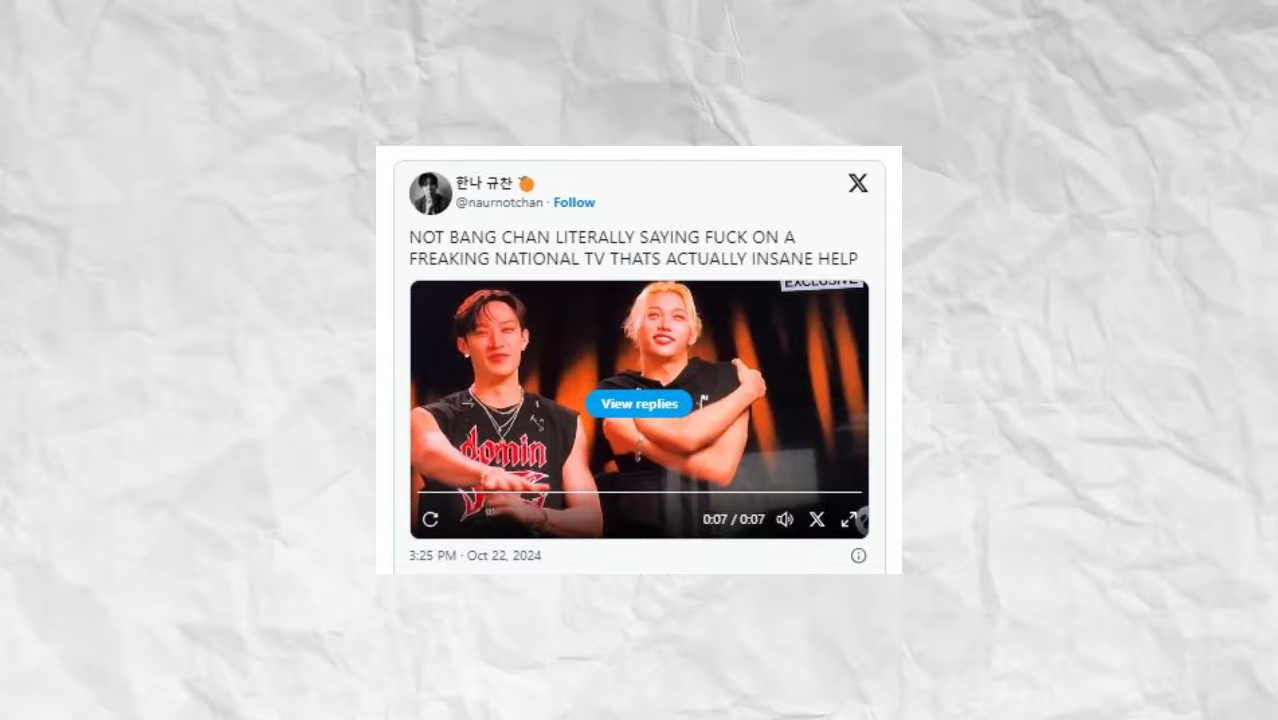 한나 규찬
@naurnotchan · Follow
NOT BANG CHAN LITERALLY SAYING FUCK ON A
FREAKING NATIONAL TV THATS ACTUALLY INSANE HELP
EXCLUSIVE
View replies
domin
0:07 / 0:07
3:25 PM · Oct 22, 2024